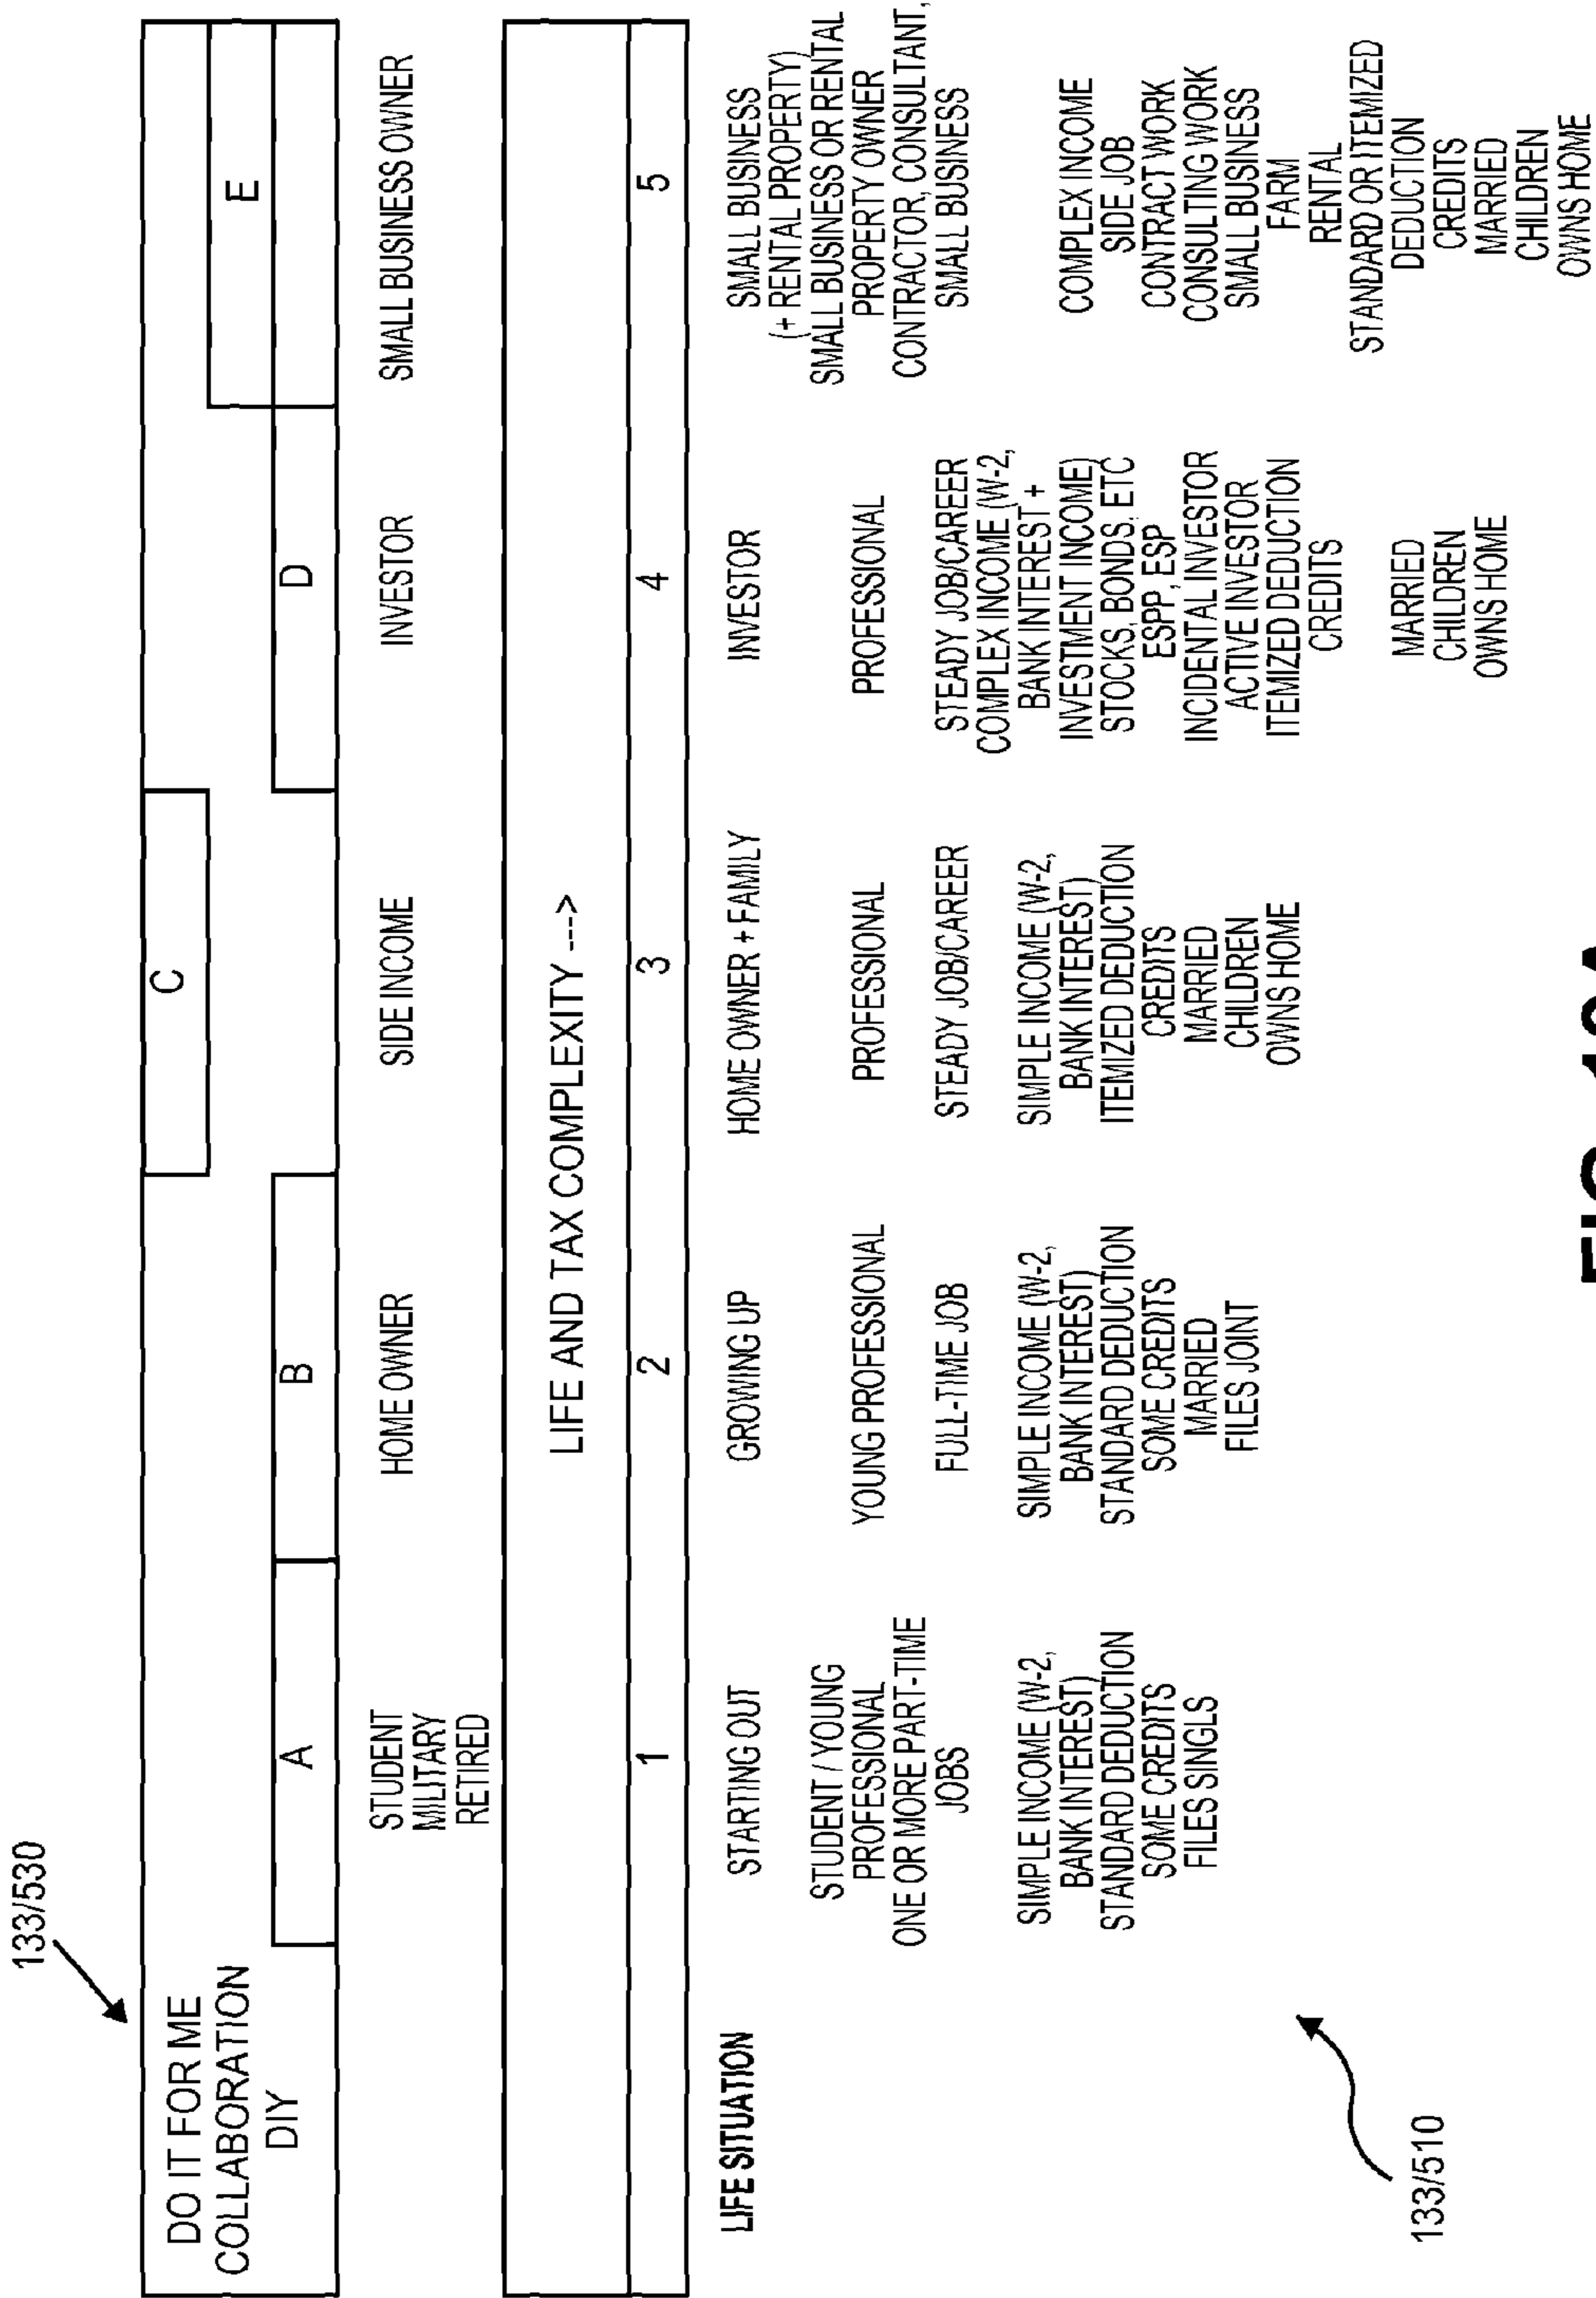 133/530
DO IT FOR ME
COLLABORATION
DIY
A
B
C
D
E
STUDENT
MILITARY
RETIRED
HOME OWNER
SIDE INCOME
INVESTOR
SMALL BUSINESS OWNER
LIFE AND TAX COMPLEXITY --->
1
2
3
4
5
LIFE SITUATION
STARTING OUT
STUDENT / YOUNG
PROFESSIONAL
ONE OR MORE PART-TIME
JOBS
SIMPLE INCOME (W-2,
BANK INTEREST)
STANDARD DEDUCTION
SOME CREDITS
FILES SINGLS
GROWING UP
YOUNG PROFESSIONAL
FULL-TIME JOB
SIMPLE INCOME (W-2,
BANK INTEREST)
STANDARD DEDUCTION
SOME CREDITS
MARRIED
FILES JOINT
HOME OWNER + FAMILY
PROFESSIONAL
STEADY JOB/CAREER
SIMPLE INCOME (W-2,
BANK INTEREST)
ITEMIZED DEDUCTION
CREDITS
MARRIED
CHILDREN
OWNS HOME
INVESTOR
PROFESSIONAL
STEADY JOB/CAREER
COMPLEX INCOME (W-2,
BANK INTEREST +
INVESTMENT INCOME)
STOCKS, BONDS, ETC
ESPP, ESP
INCIDENTAL INVESTOR
ACTIVE INVESTOR
ITEMIZED DEDUCTION
CREDITS
MARRIED
CHILDREN
OWNS HOME
SMALL BUSINESS
(+ RENTAL PROPERTY)
SMALL BUSINESS OR RENTAL
PROPERTY OWNER
CONTRACTOR, CONSULTANT,
SMALL BUSINESS
COMPLEX INCOME
SIDE JOB
CONTRACT WORK
CONSULTING WORK
SMALL BUSINESS
FARM
RENTAL
STANDARD OR ITEMIZED
DEDUCTION
CREDITS
MARRIED
CHILDREN
OWNS HOME
133/510